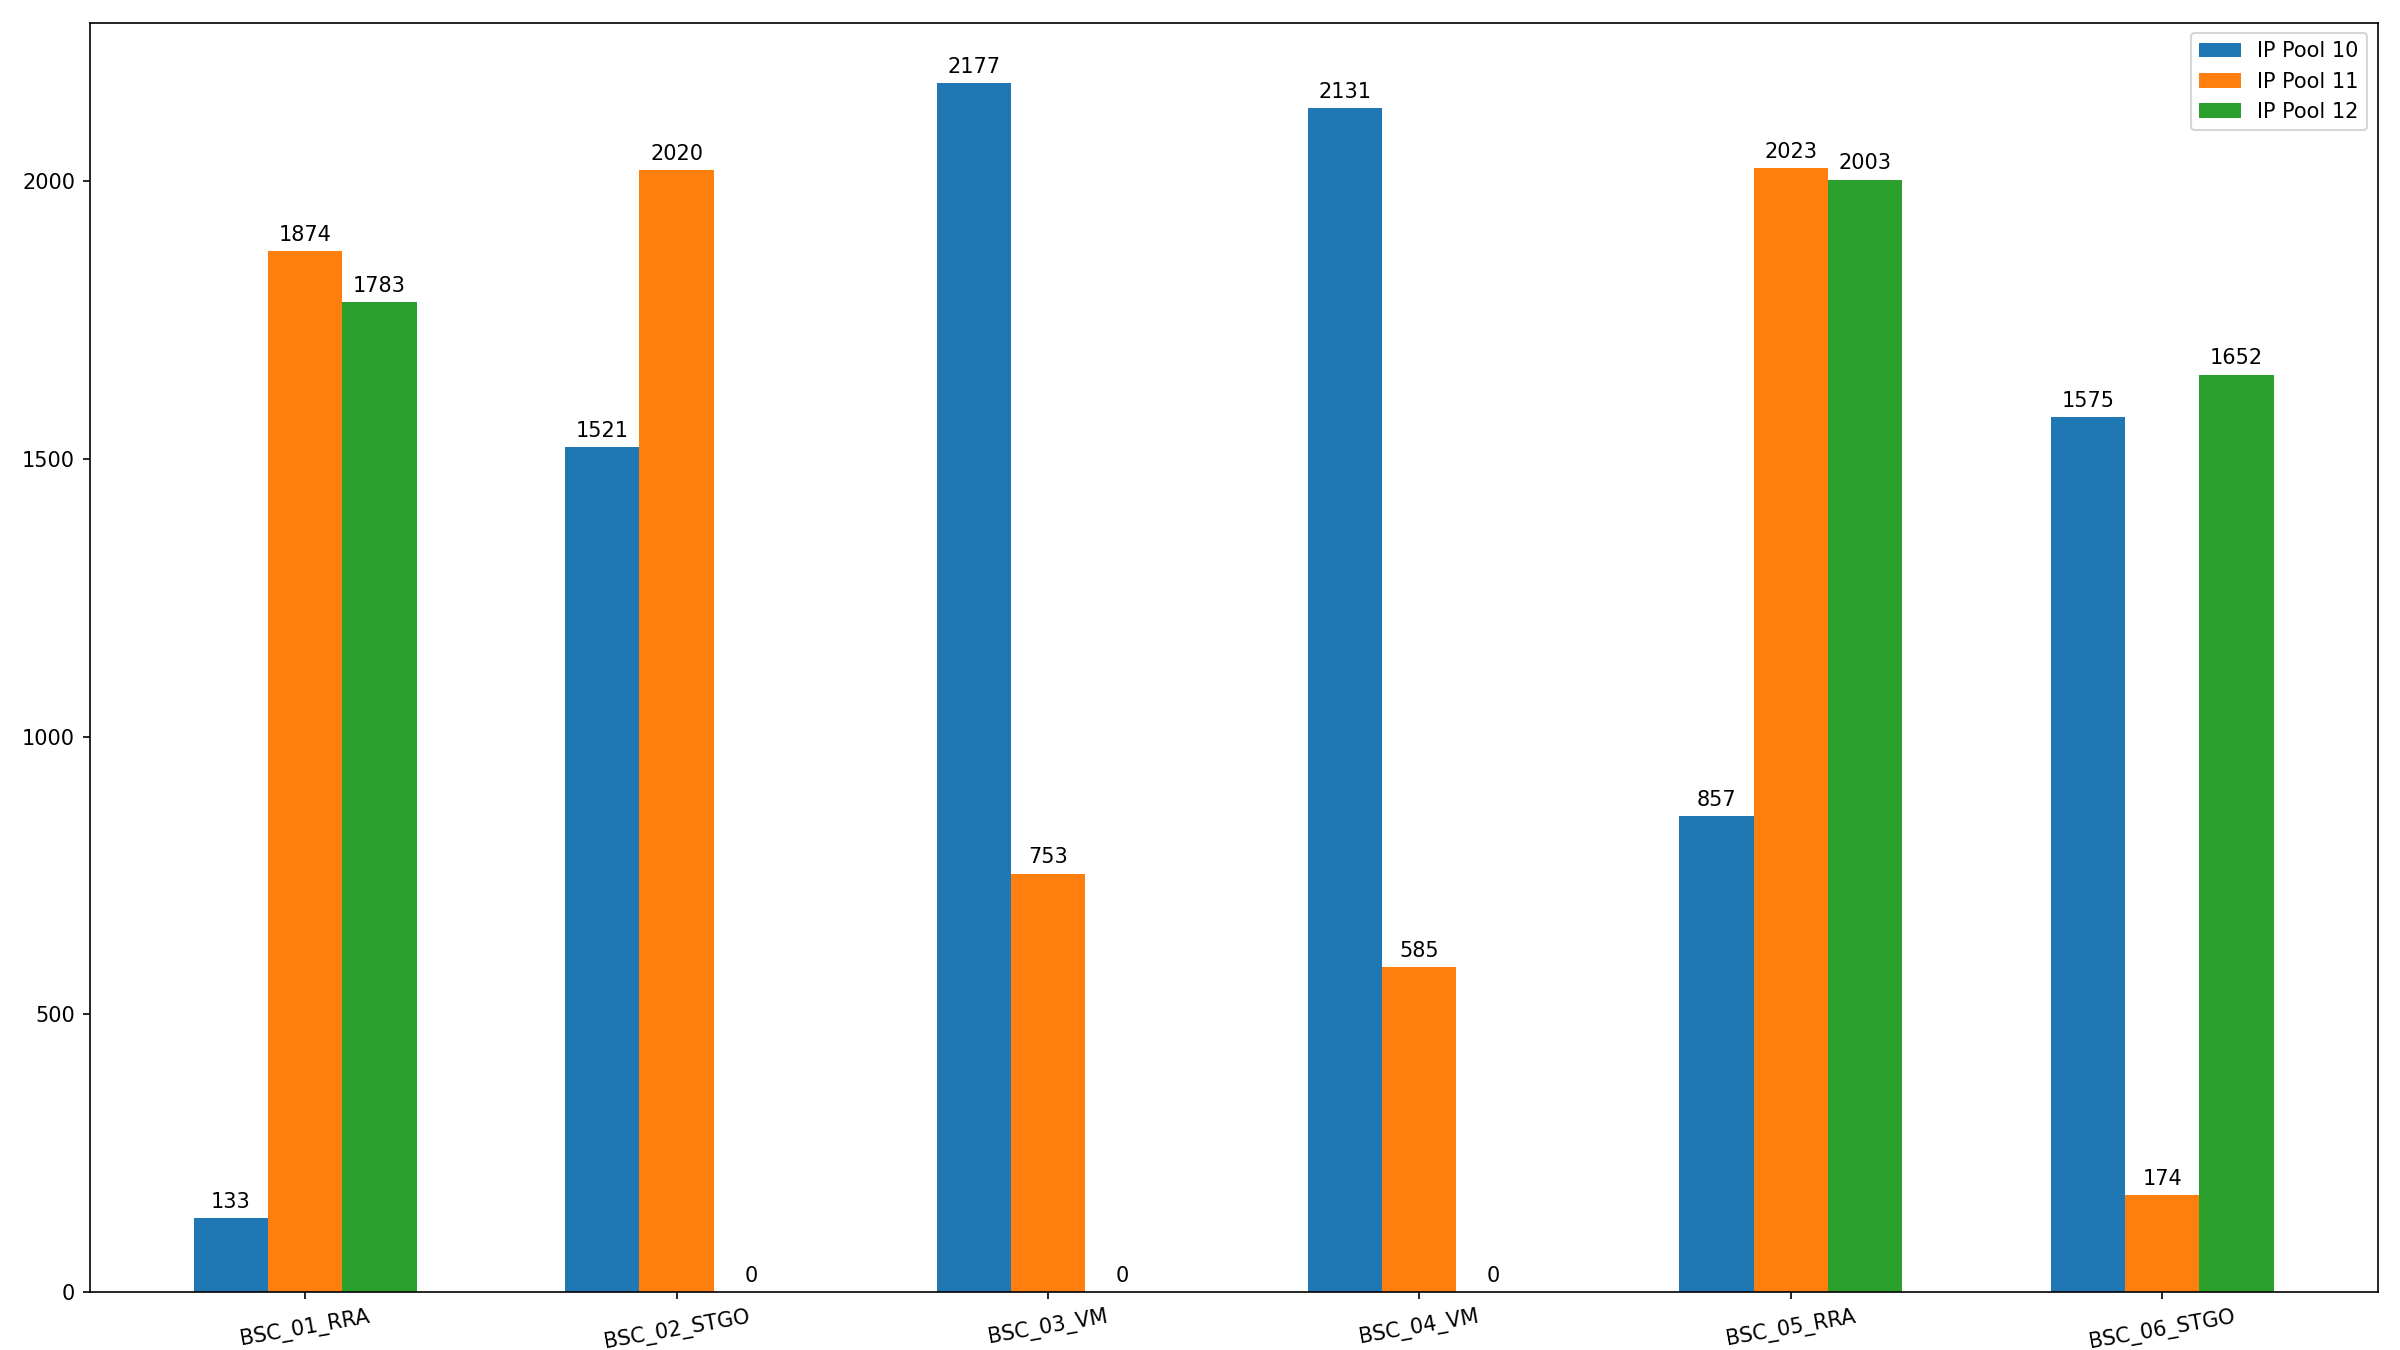 IP Pool 10
IP Pool 11
IP Pool 12
2177
2131
2020
2023
2003
2000
1874
1783
1652
1575
1521
1500
1000
857
753
585
500
174
133
0
0
0
0
BSC_01_RRA
BSC_02_STGO
BSC_03_VM
BSC_04_VM
BSC_05_RRA
BSC_06_STGO